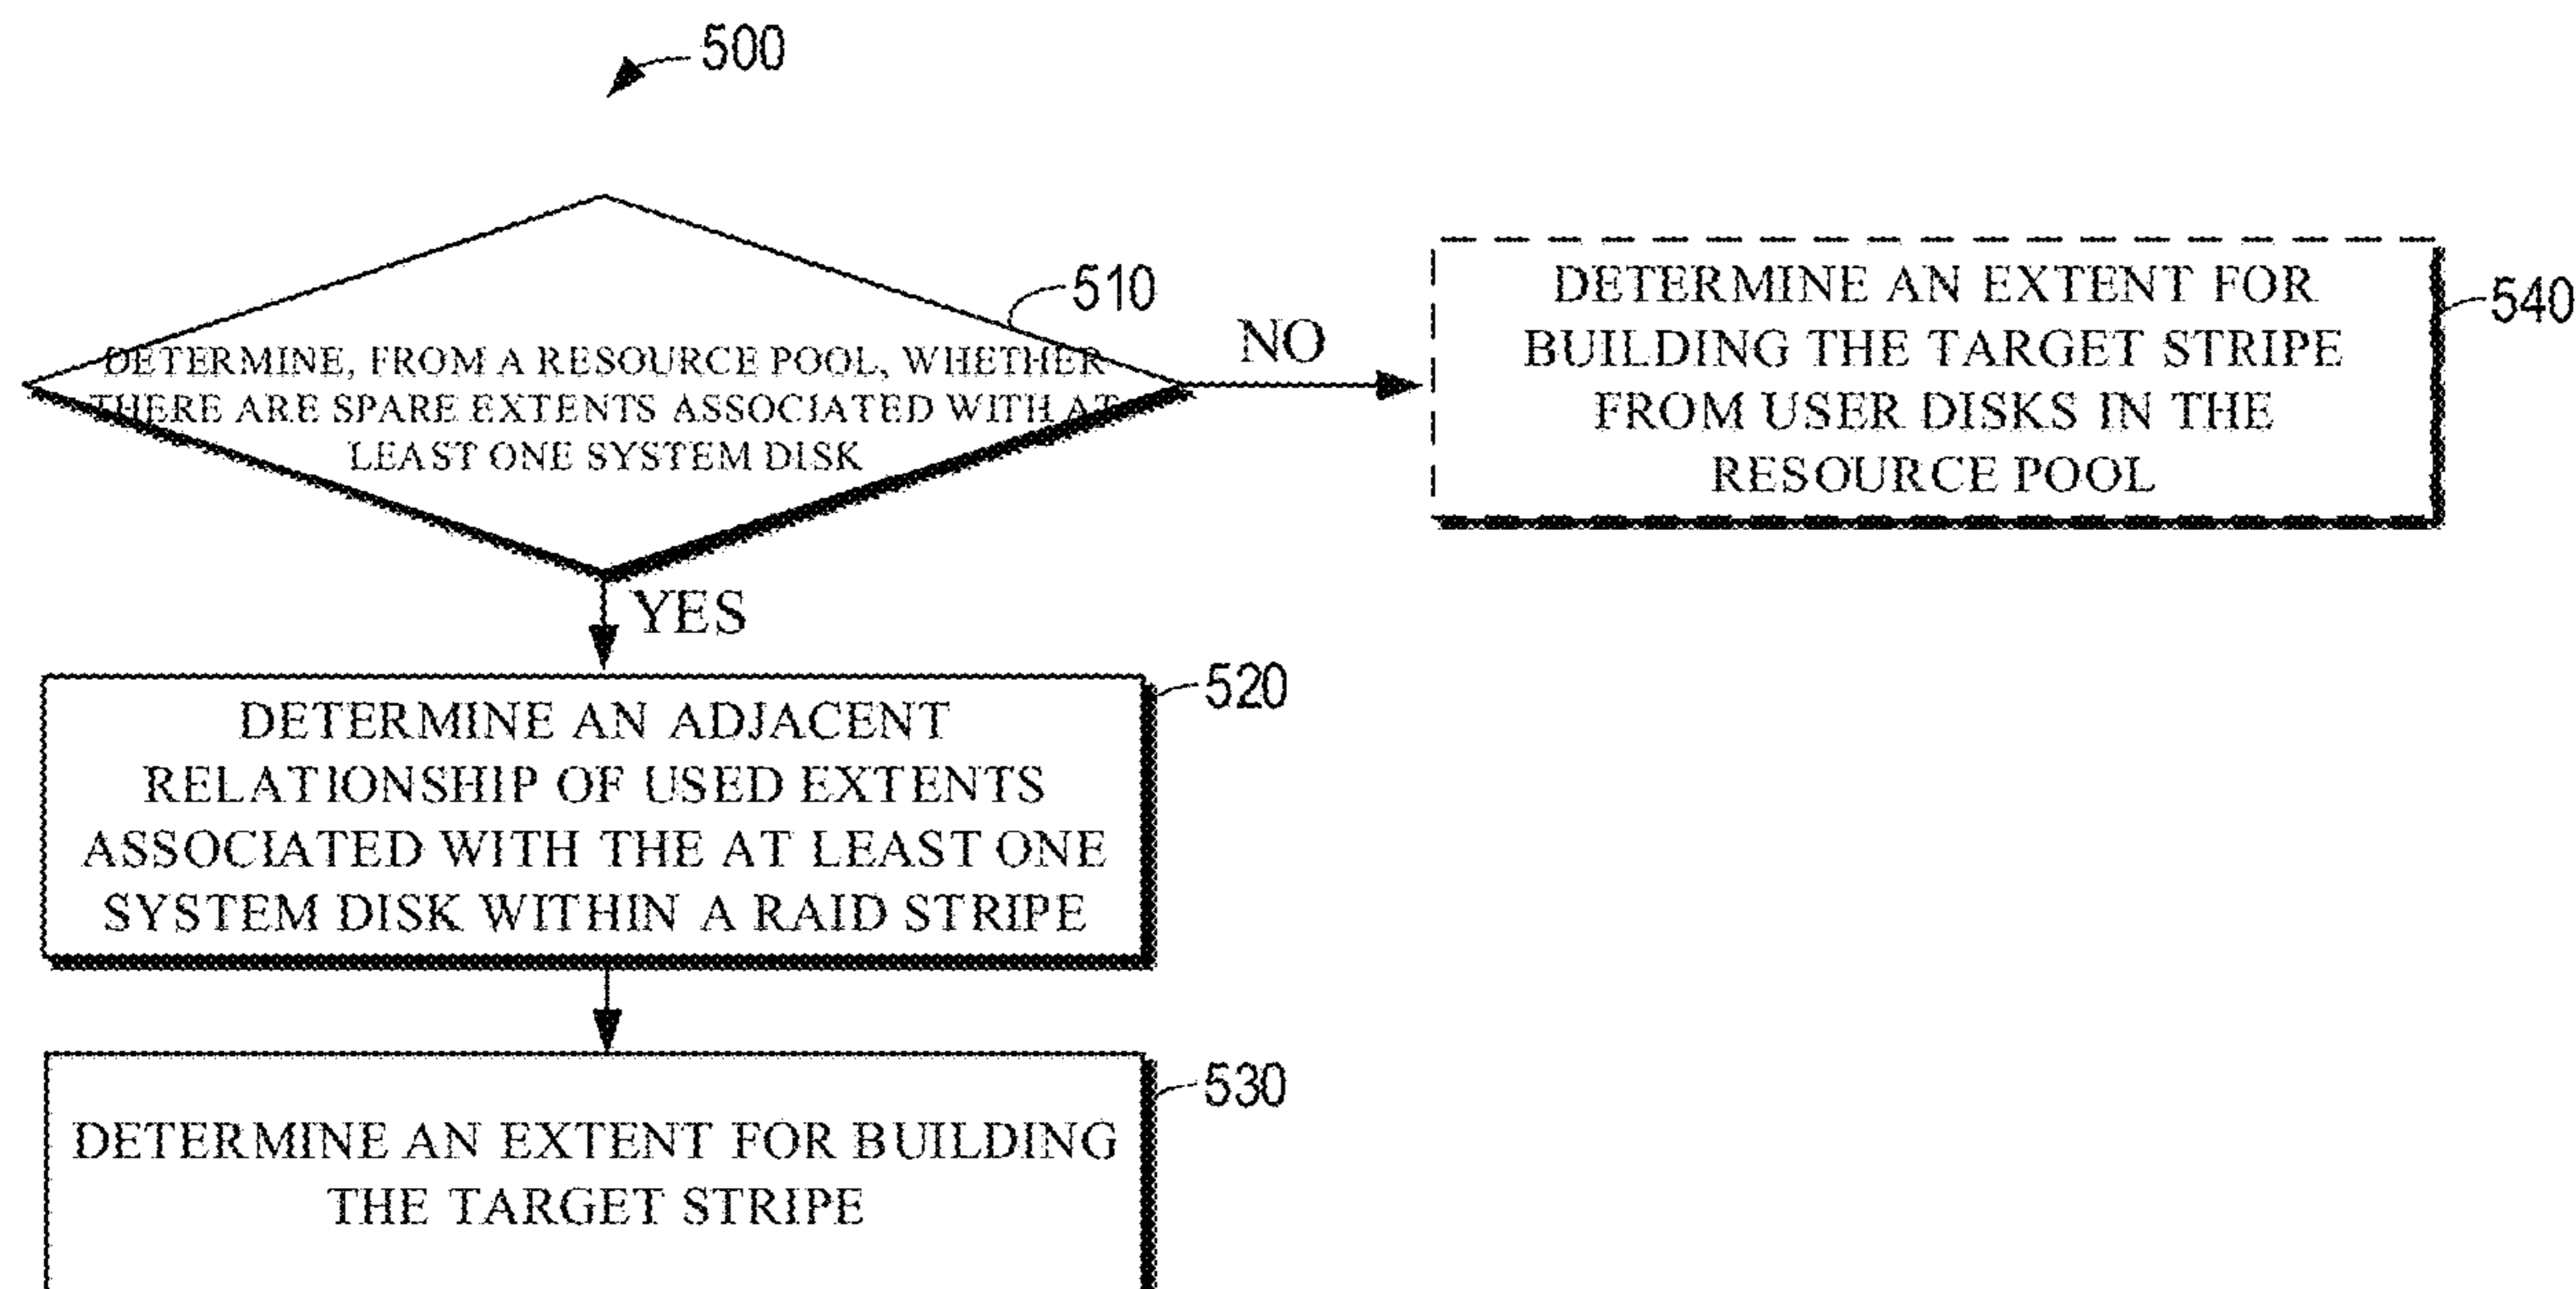 500
510
DETERMINE, FROM A RESOURCE POOL, WHETHER
THERE ARE SPARE EXTENTS ASSOCIATED WITH AT
LEAST ONE SYSTEM DISK
NO
DETERMINE AN EXTENT FOR
BUILDING THE TARGET STRIPE
FROM USER DISKS IN THE
RESOURCE POOL
540
YES
520
DETERMINE AN ADJACENT
RELATIONSHIP OF USED EXTENTS
ASSOCIATED WITH THE AT LEAST ONE
SYSTEM DISK WITHIN A RAID STRIPE
530
DETERMINE AN EXTENT FOR BUILDING
THE TARGET STRIPE